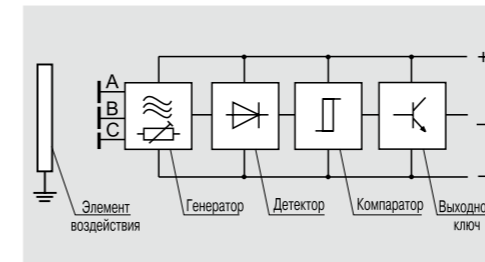 +
A
B
C
–
–
Элемент
воздействия
Генератор
Детектор
Компаратор
Выходно
ключ